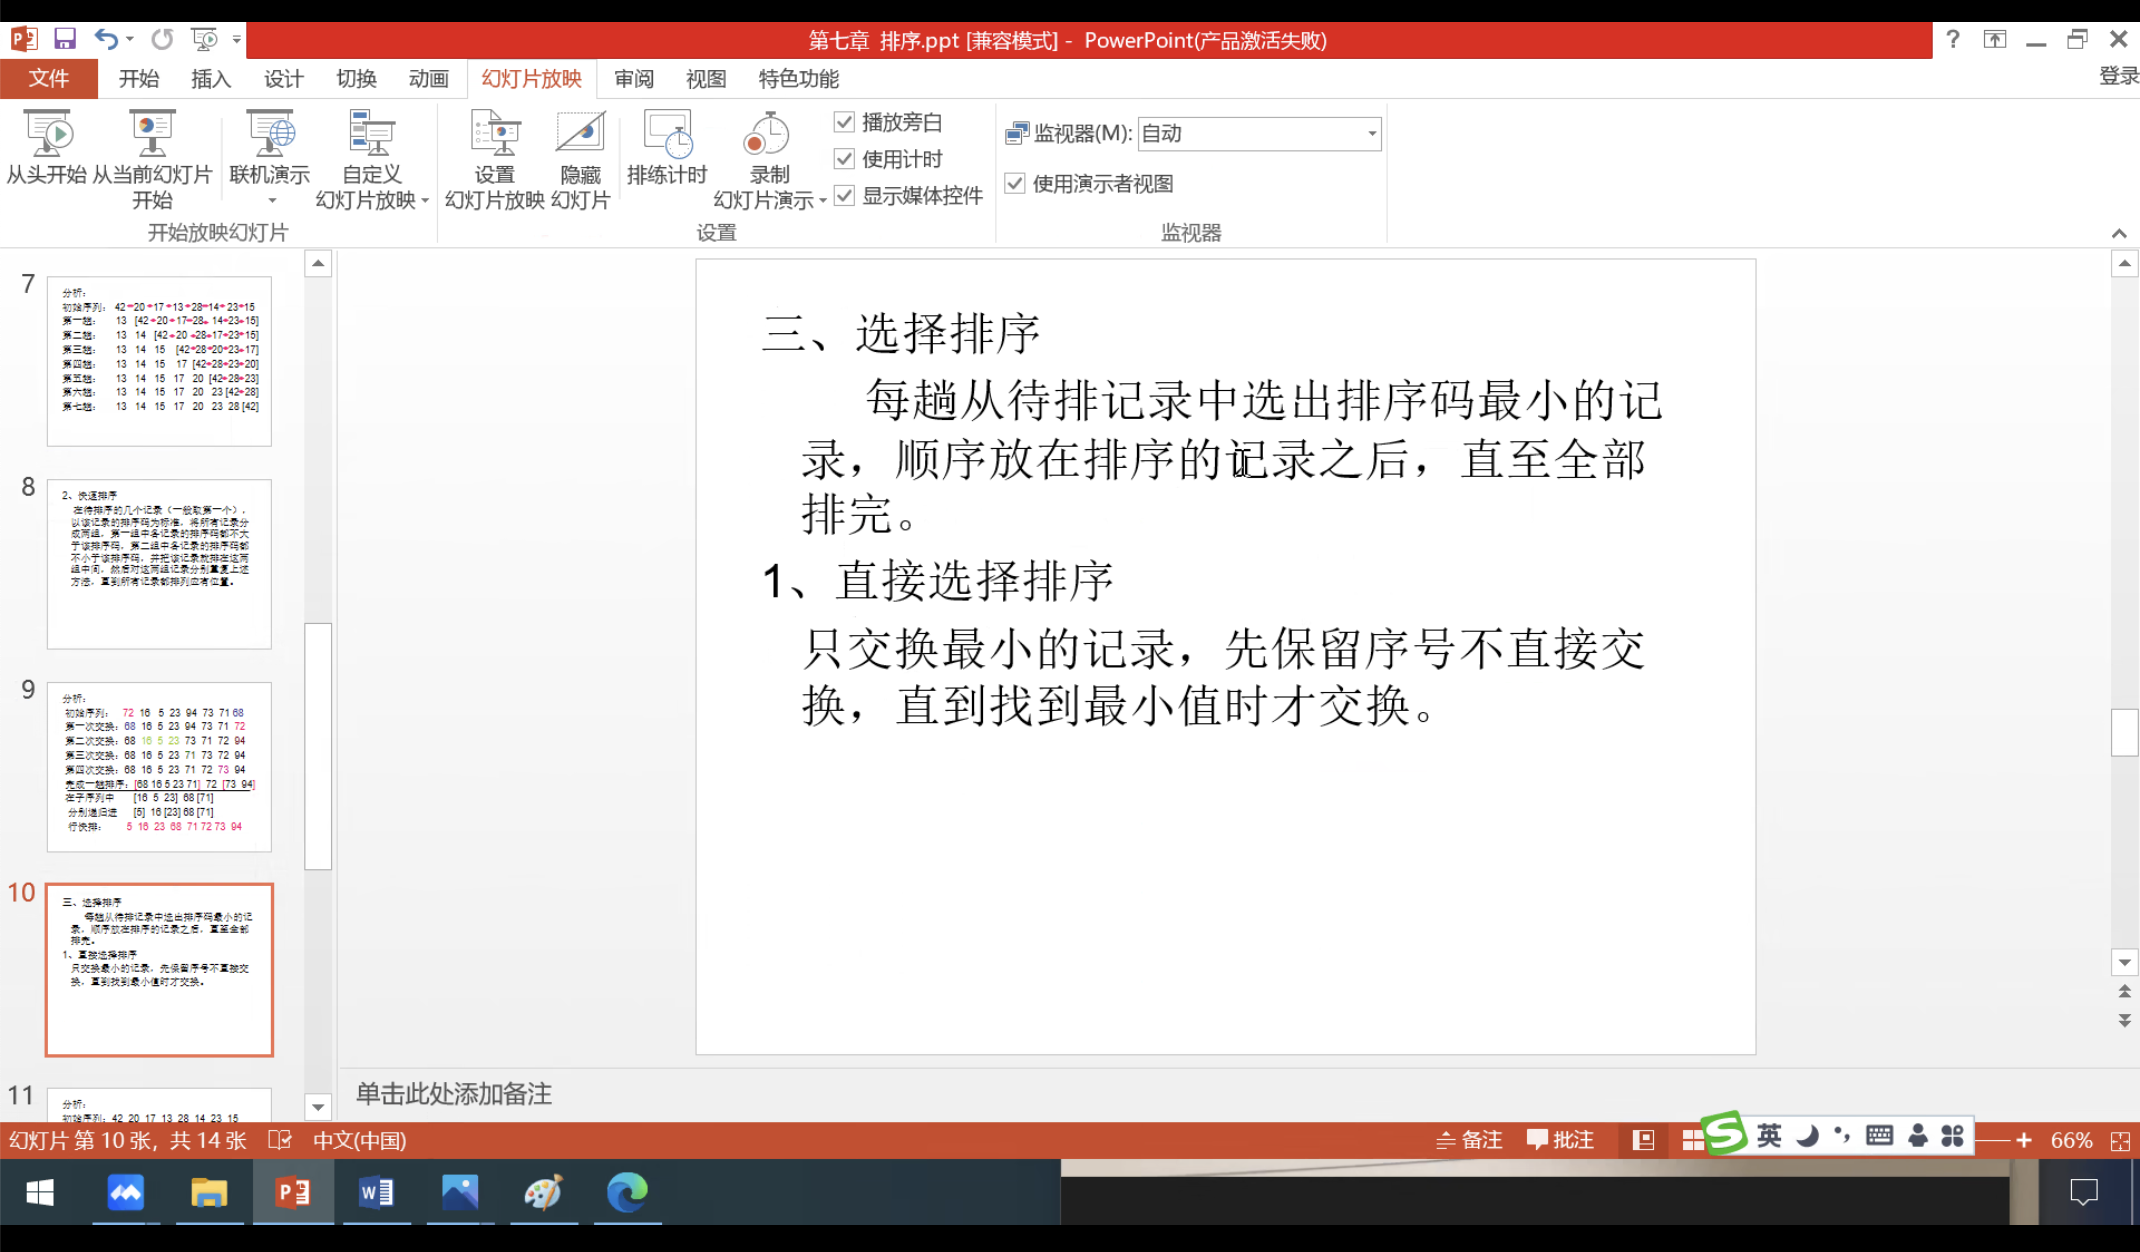 第七章 排序.ppt [兼容模式] - PowerPoint(产品激活失败)
文件 开始 插入 设计 切换 动画 幻灯片放映 审阅 视图 特色功能 登录
从头开始 从当前幻灯片开始 联机演示 自定义幻灯片放映 设置幻灯片放映 隐藏幻灯片 排练计时 录制幻灯片演示
播放旁白
使用计时
显示媒体控件
监视器(M): 自动
使用演示者视图
开始放映幻灯片 设置 监视器
7
分析:
初始序列: 42 20 17 13 28 14 23 15
第一趟: 13 [42 20 17 28 14 23 15]
第二趟: 13 14 [42 20 28 17 23 15]
第三趟: 13 14 15 [42 28 20 23 17]
第四趟: 13 14 15 17 [42 28 23 20]
第五趟: 13 14 15 17 20 [42 28 23]
第六趟: 13 14 15 17 20 23 [42 28]
第七趟: 13 14 15 17 20 23 28 [42]
8
2、快速排序
在待排序的几个记录（一般取第一个），
以该记录的排序码为标准，将所有记录分
成两组，第一组中各记录的排序码都不大
于该排序码，第二组中各记录的排序码都
不小于该排序码，并把该记录就排在这两
组中间，然后对这两组记录分别重复上述
方法，直到所有记录都排列应有位置。
9
分析:
初始序列: 72 16 5 23 94 73 71 68
第一次交换: 68 16 5 23 94 73 71 72
第二次交换: 68 16 5 23 73 71 72 94
第三次交换: 68 16 5 23 71 73 72 94
第四次交换: 68 16 5 23 71 72 73 94
完成一趟排序: [68 16 5 23 71] 72 [73 94]
在子序列中 [16 5 23] 68 [71]
分别递归进 [5] 16 [23] 68 [71]
行快排: 5 16 23 68 71 72 73 94
10
三、选择排序
每趟从待排记录中选出排序码最小的记
录，顺序放在排序的记录之后，直至全部
排完。
1、直接选择排序
只交换最小的记录，先保留序号不直接交
换，直到找到最小值时才交换。
11
分析:
初始序列: 42 20 17 13 28 14 23 15
三、选择排序
每趟从待排记录中选出排序码最小的记
录，顺序放在排序的记录之后，直至全部
排完。
1、直接选择排序
只交换最小的记录，先保留序号不直接交
换，直到找到最小值时才交换。
单击此处添加备注
幻灯片 第 10 张，共 14 张 中文(中国) 备注 批注 英 66%